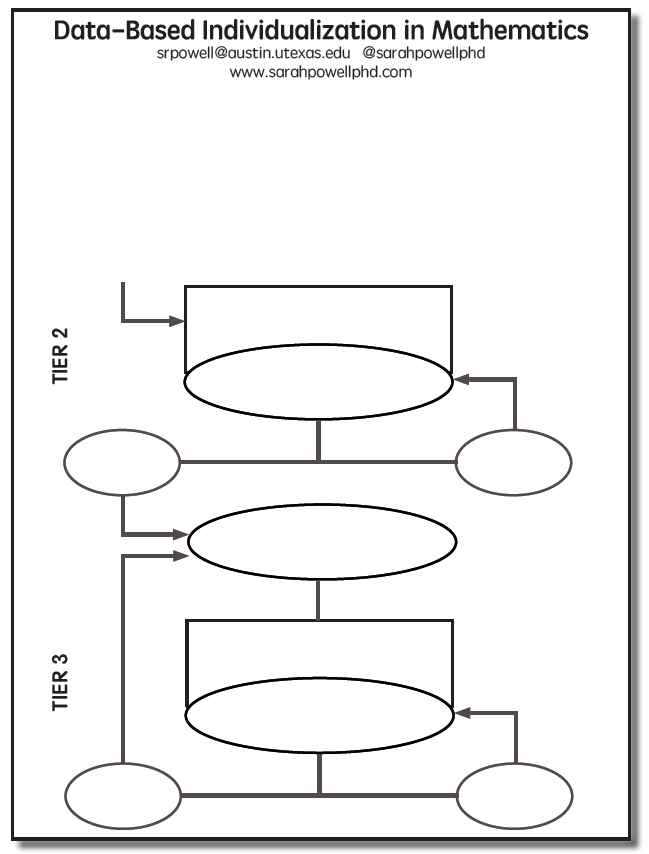 Data-Based Individualization in Mathematics
srpowell@austin.utexas.edu @sarahpowellphd
www.sarahpowellphd.com
TIER 2
TIER 3